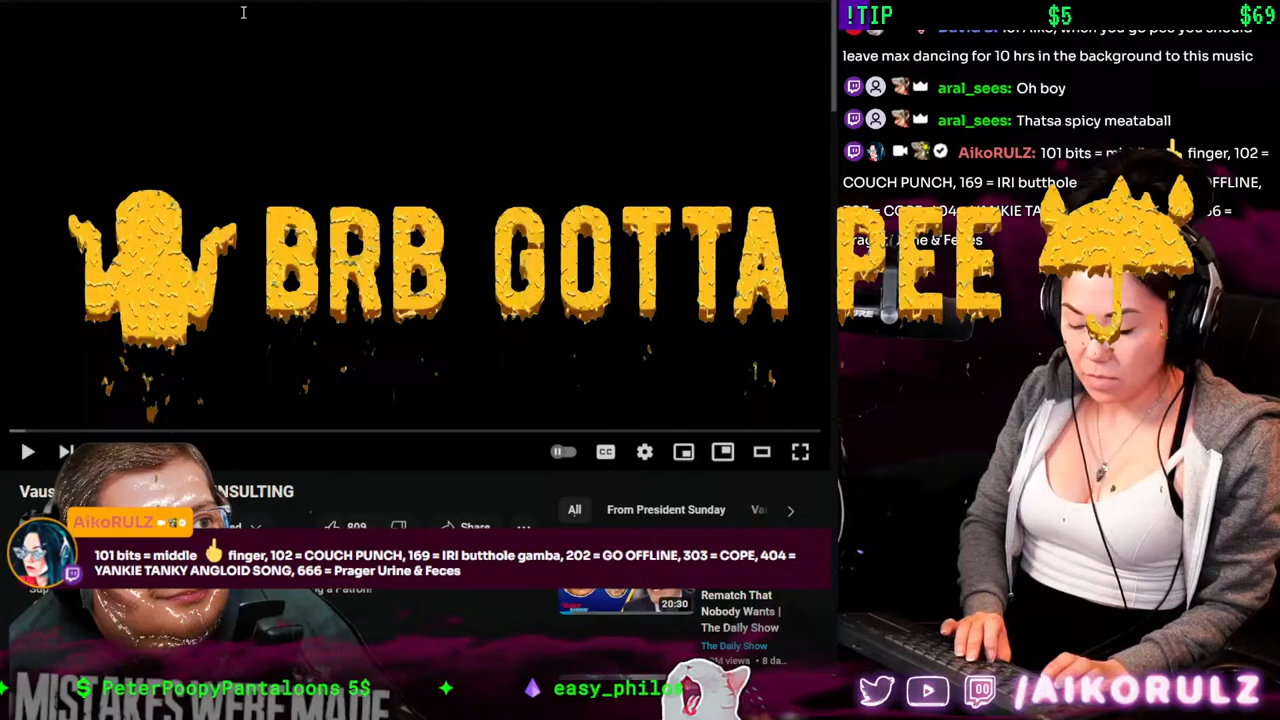 !TIP $5 $69
leave max dancing for 10 hrs in the background to this music
aral_sees: Oh boy
aral_sees: Thatsa spicy meataball
AikoRULZ: 101 bits = finger, 102 =
COUCH PUNCH, 169 = IRI butthole
BRB GOTTA PEE
CC
NSULTING
809
Share
All From President Sunday
AikoRULZ
101 bits = middle 👆 finger, 102 = COUCH PUNCH, 169 = IRI butthole gamba, 202 = GO OFFLINE, 303 = COPE, 404 =
YANKIE TANKY ANGLOID SONG, 666 = Prager Urine & Feces
20:30
Rematch That
Nobody Wants |
The Daily Show
The Daily Show
PeterPoopyPantaloons 5$
easy_philos
MISTAKES WERE MADE
/AIKORULZ